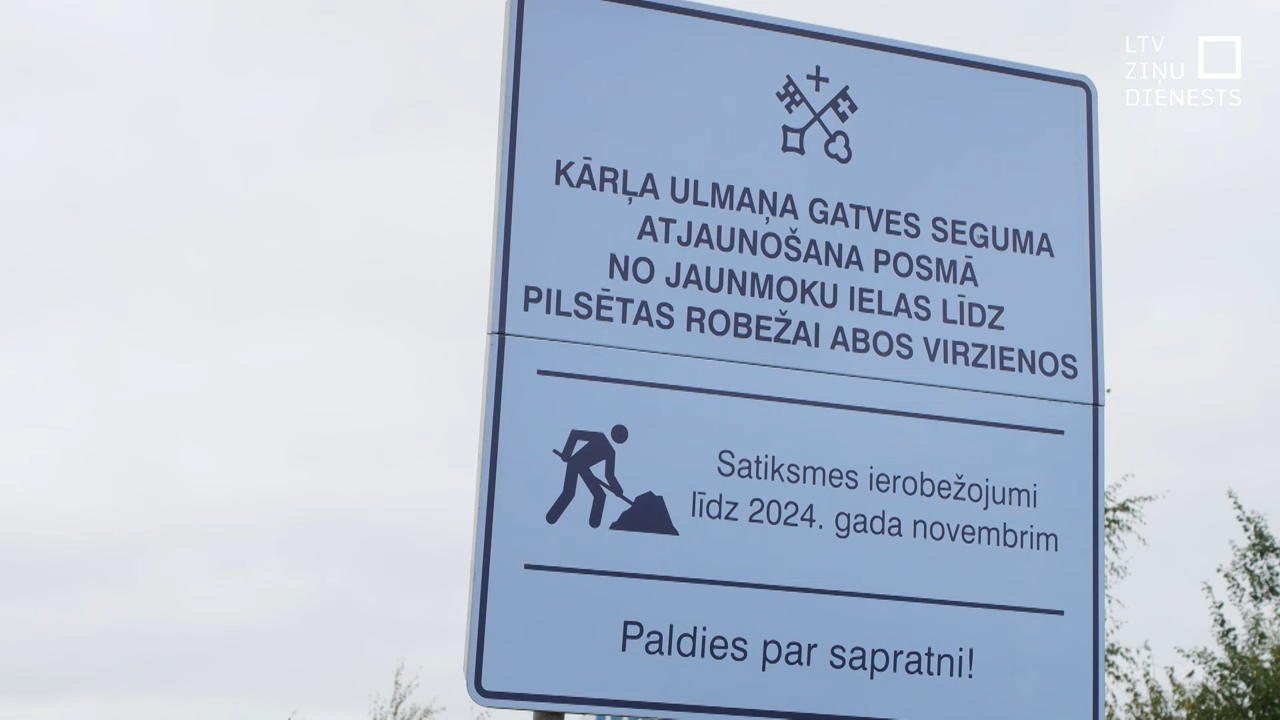 LTV
ZIŅU
DIENESTS
KĀRĻA ULMAŅA GATVES SEGUMA
ATJAUNOŠANA POSMĀ
NO JAUNMOKU IELAS LĪDZ
PILSĒTAS ROBEŽAI ABOS VIRZIENOS
Satiksmes ierobežojumi
līdz 2024. gada novembrim
Paldies par sapratni!